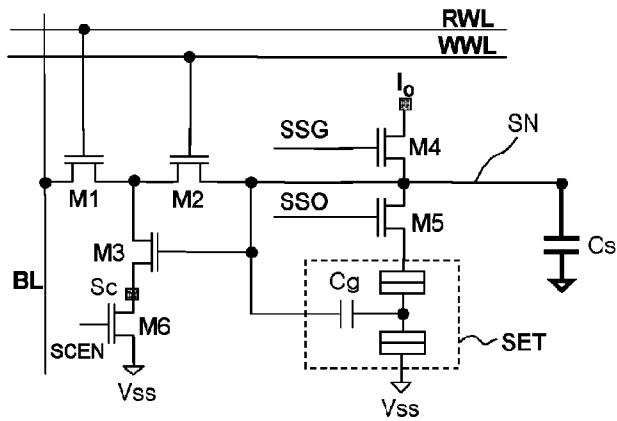 RWL
WWL
I₀
SSG
SN
M4
M1
M2
SSO
M5
M3
Cs
BL
Sc
Cg
M6
SET
SCEN
Vss
Vss